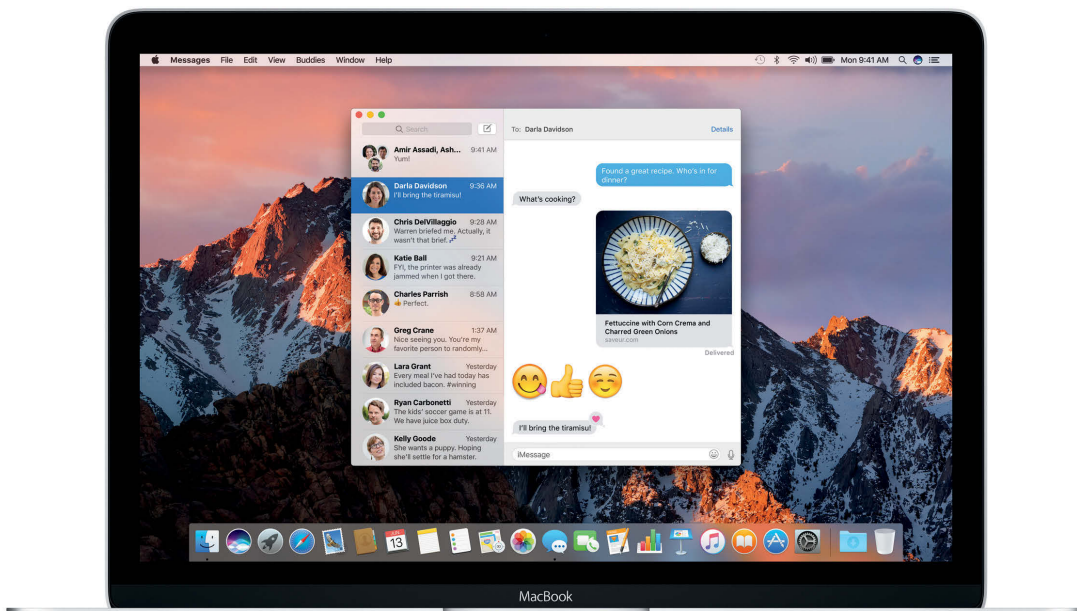 Messages File Edit View Buddies Window Help
Mon 9:41 AM
Search
To: Darla Davidson
Details
Amir Assadi, Ash... 9:41 AM
Yum!
Darla Davidson 9:36 AM
I'll bring the tiramisu!
Chris DelVillaggio 9:28 AM
Warren briefed me. Actually, it
wasn't that brief. 💤
Katie Ball 9:21 AM
FYI, the printer was already
jammed when I got there.
Charles Parrish 8:58 AM
👍 Perfect.
Greg Crane 1:37 AM
Nice seeing you. You're my
favorite person to randomly...
Lara Grant Yesterday
Every meal I've had today has
included bacon. #winning
Ryan Carbonetti Yesterday
The kids' soccer game is at 11.
We have juice box duty.
Kelly Goode Yesterday
She wants a puppy. Hoping
she'll settle for a hamster.
Found a great recipe. Who's in for
dinner?
What's cooking?
Fettuccine with Corn Crema and
Charred Green Onions
saveur.com
Delivered
I'll bring the tiramisu!
iMessage
JUN
13
MacBook